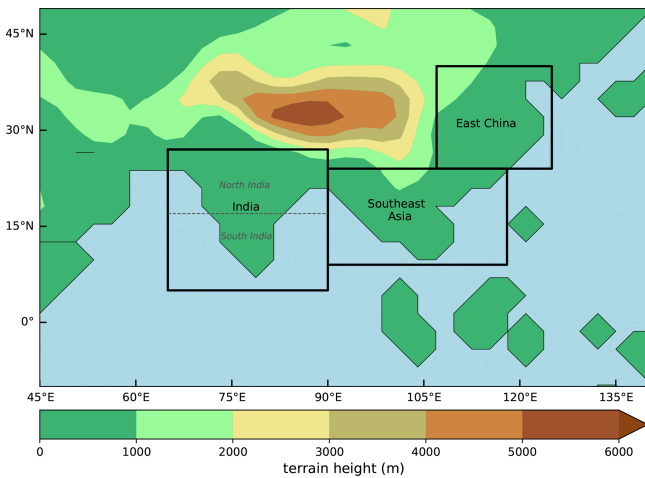 45°N
30°N
15°N
0°
East China
North India
India
Southeast
Asia
South India
45°E
60°E
75°E
90°E
105°E
120°E
135°E
0
1000
2000
3000
4000
5000
6000
terrain height (m)